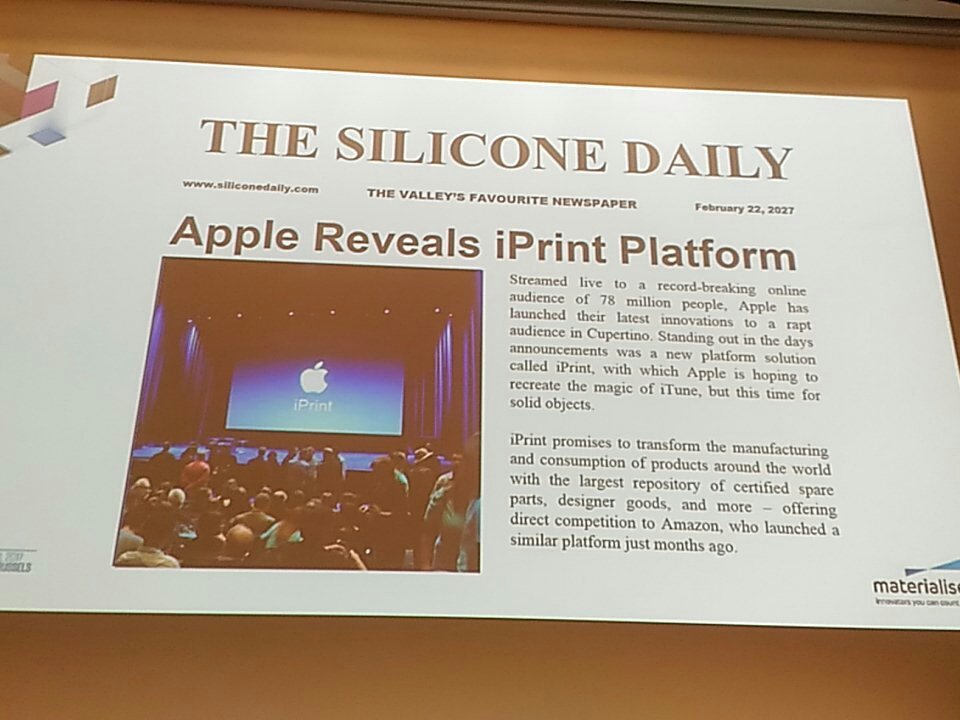 THE SILICONE DAILY
www.siliconedaily.com THE VALLEY'S FAVOURITE NEWSPAPER February 22, 2027
Apple Reveals iPrint Platform
iPrint
Streamed live to a record-breaking online
audience of 78 million people, Apple has
launched their latest innovations to a rapt
audience in Cupertino. Standing out in the days
announcements was a new platform solution
called iPrint, with which Apple is hoping to
recreate the magic of iTune, but this time for
solid objects.
iPrint promises to transform the manufacturing
and consumption of products around the world
with the largest repository of certified spare
parts, designer goods, and more – offering
direct competition to Amazon, who launched a
similar platform just months ago.
materialise
innovators you can count